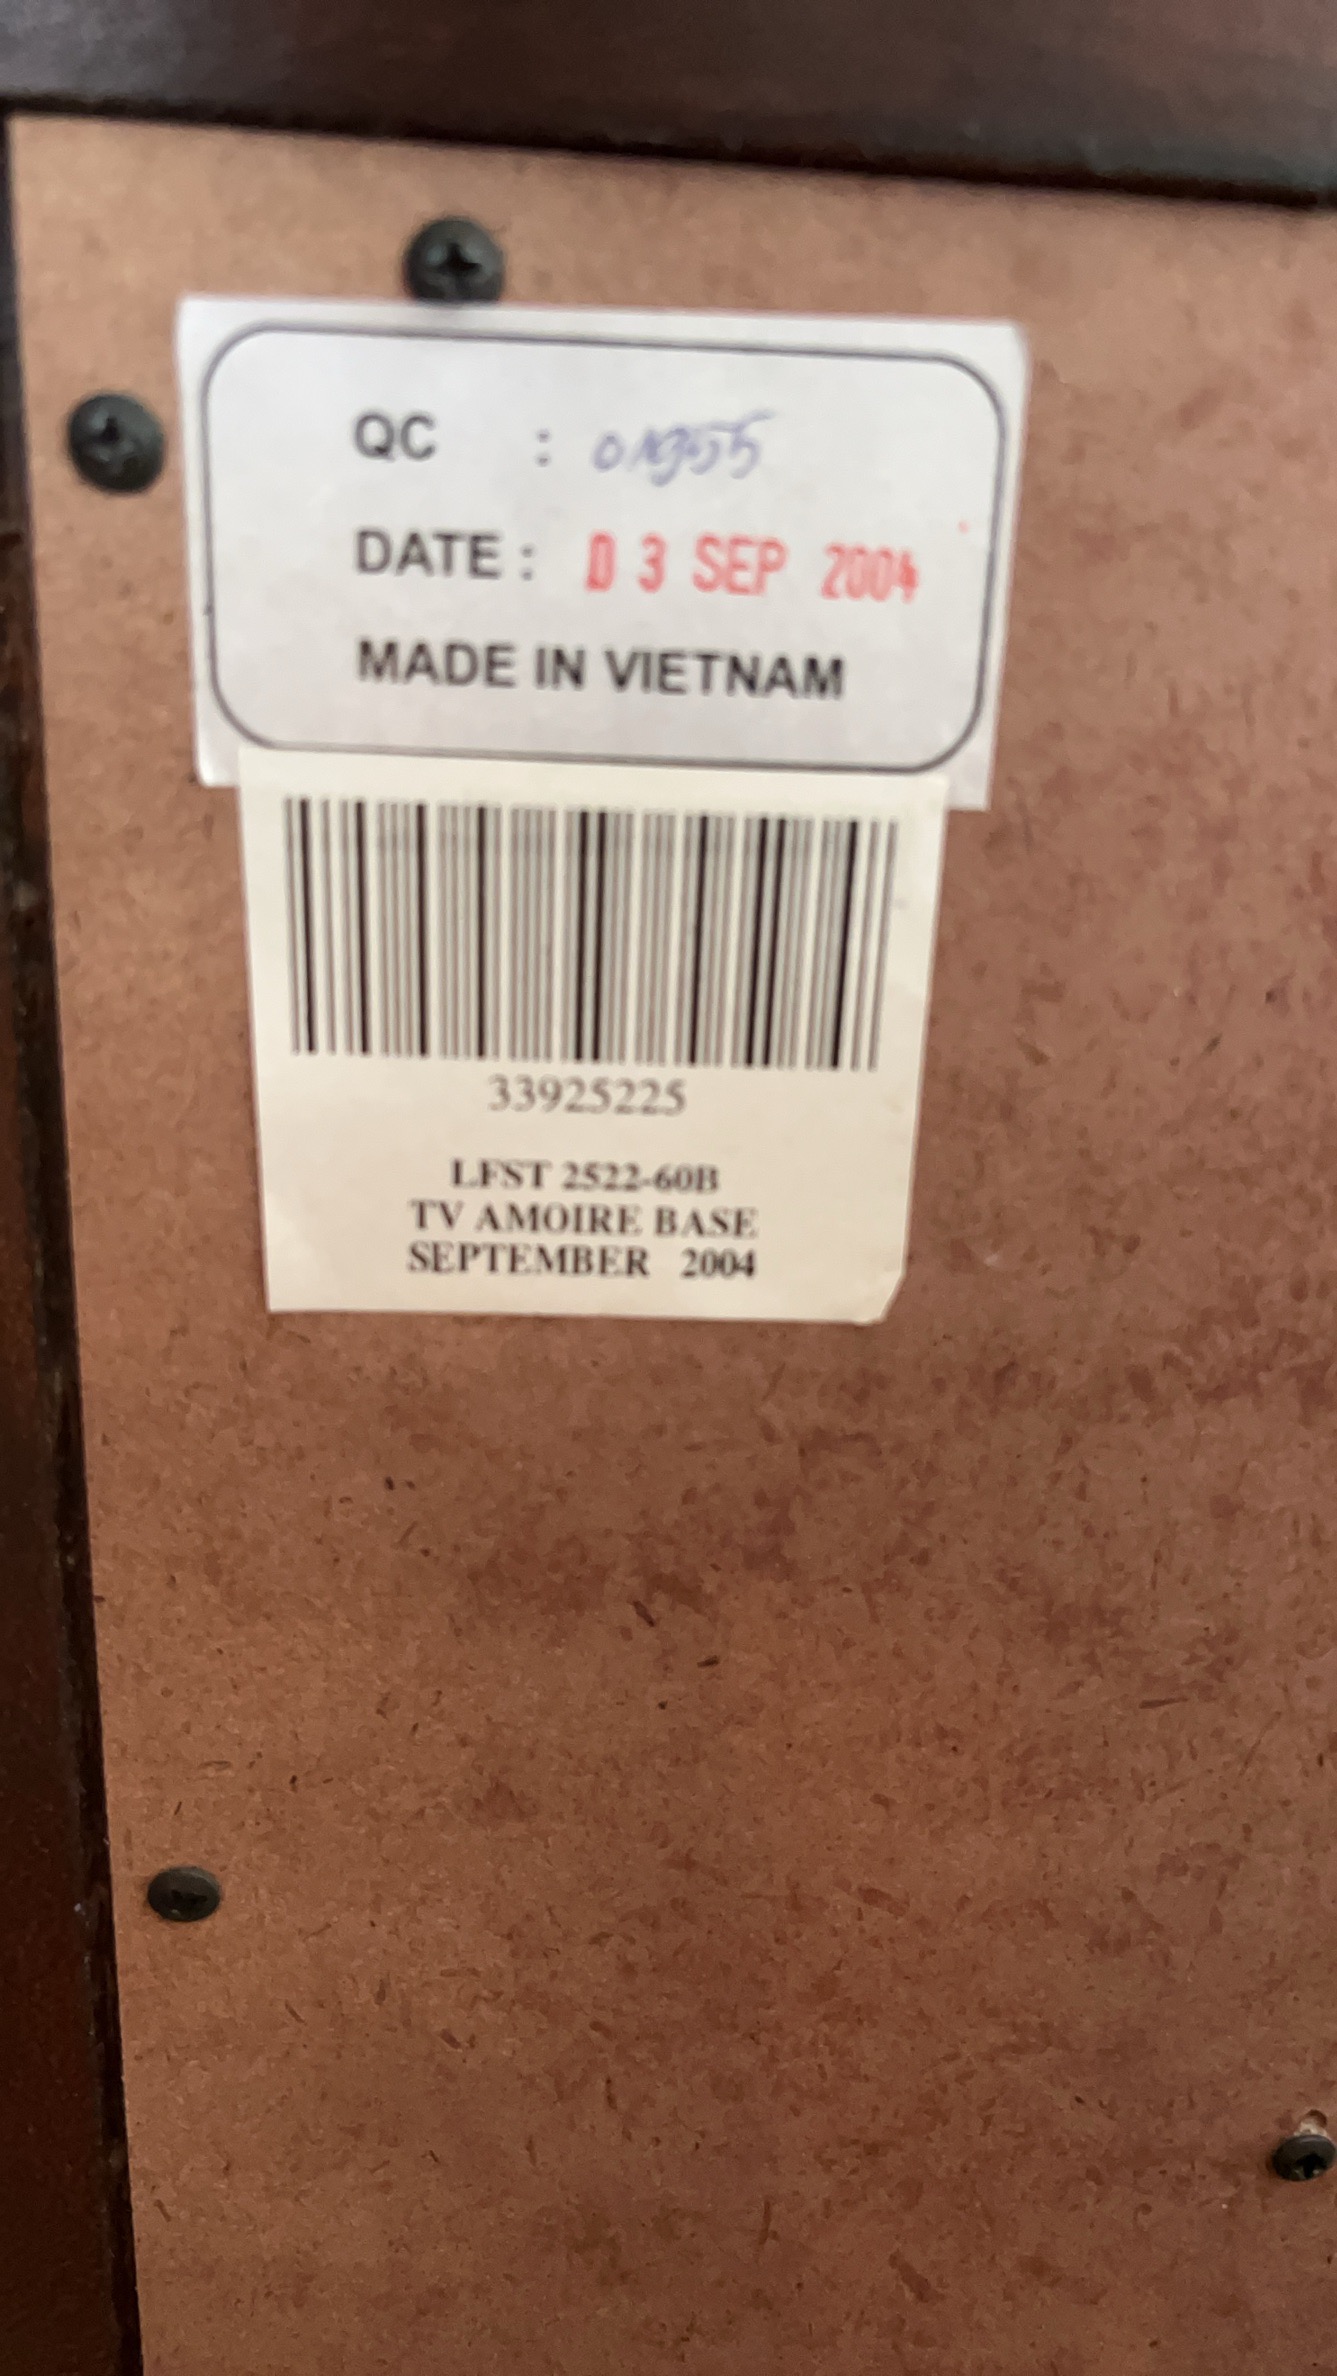 QC :
DATE : 03 SEP 2004
MADE IN VIETNAM
33925225
LFST 2522-60B
TV AMOIRE BASE
SEPTEMBER 2004